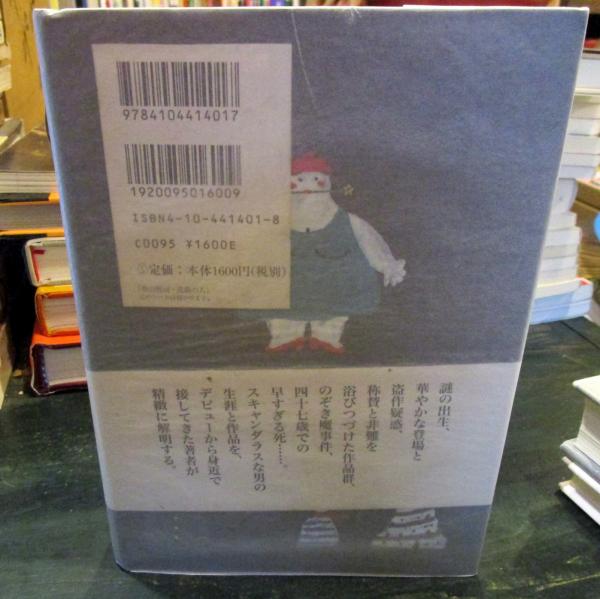 9784104414017
1920095016009
ISBN4-10-441401-8
C0095 ¥1600E
定価：本体1600円(税別)
謎の出生、
華やかな登場と
盗作疑惑、
称賛と非難を
浴びつづけた作品群、
のぞき魔事件、
四十七歳での
早すぎる死……。
スキャンダラスな男の
生涯と作品を、
デビューから身近で
接してきた著者が
精緻に解明する。